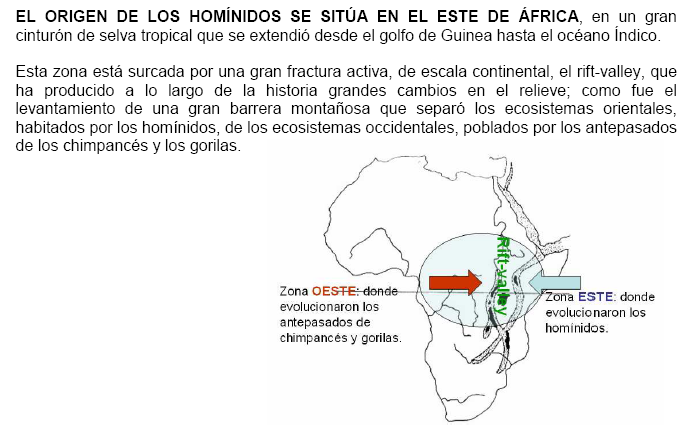 EL ORIGEN DE LOS HOMÍNIDOS SE SITÚA EN EL ESTE DE ÁFRICA, en un gran
cinturón de selva tropical que se extendió desde el golfo de Guinea hasta el océano Índico.
Esta zona está surcada por una gran fractura activa, de escala continental, el rift-valley, que
ha producido a lo largo de la historia grandes cambios en el relieve; como fue el
levantamiento de una gran barrera montañosa que separó los ecosistemas orientales,
habitados por los homínidos, de los ecosistemas occidentales, poblados por los antepasados
de los chimpancés y los gorilas.
Rift-valley
Zona OESTE: donde
evolucionaron los
antepasados de
chimpancés y gorilas.
Zona ESTE: donde
evolucionaron los
homínidos.